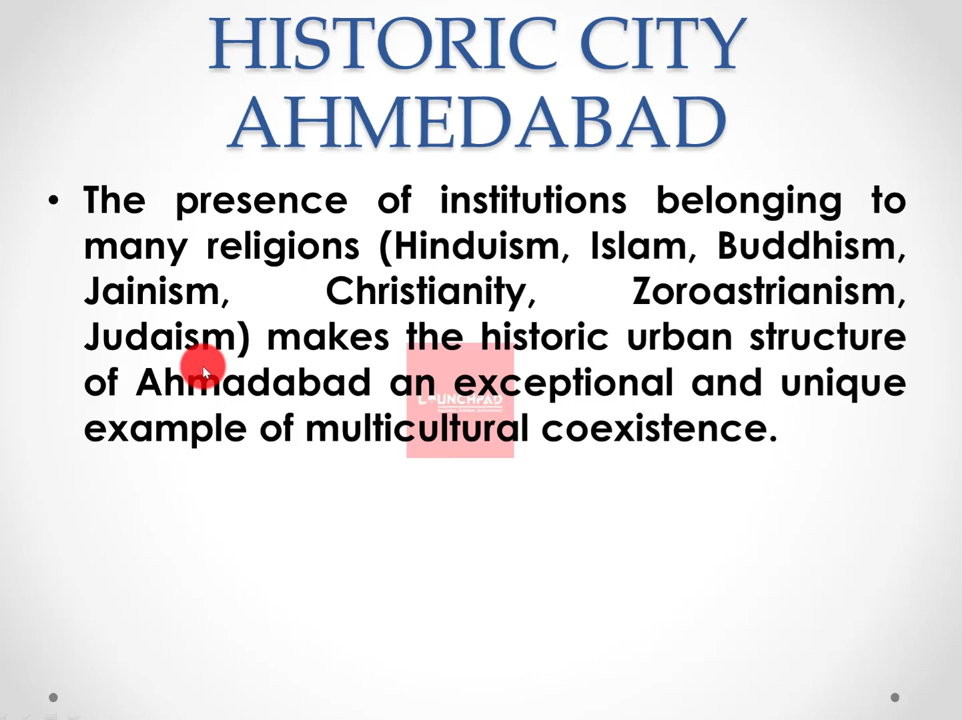 HISTORIC CITY
AHMEDABAD
• The presence of institutions belonging to
many religions (Hinduism, Islam, Buddhism,
Jainism, Christianity, Zoroastrianism,
Judaism) makes the historic urban structure
of Ahmadabad an exceptional and unique
example of multicultural coexistence.
LAUNCHPAD